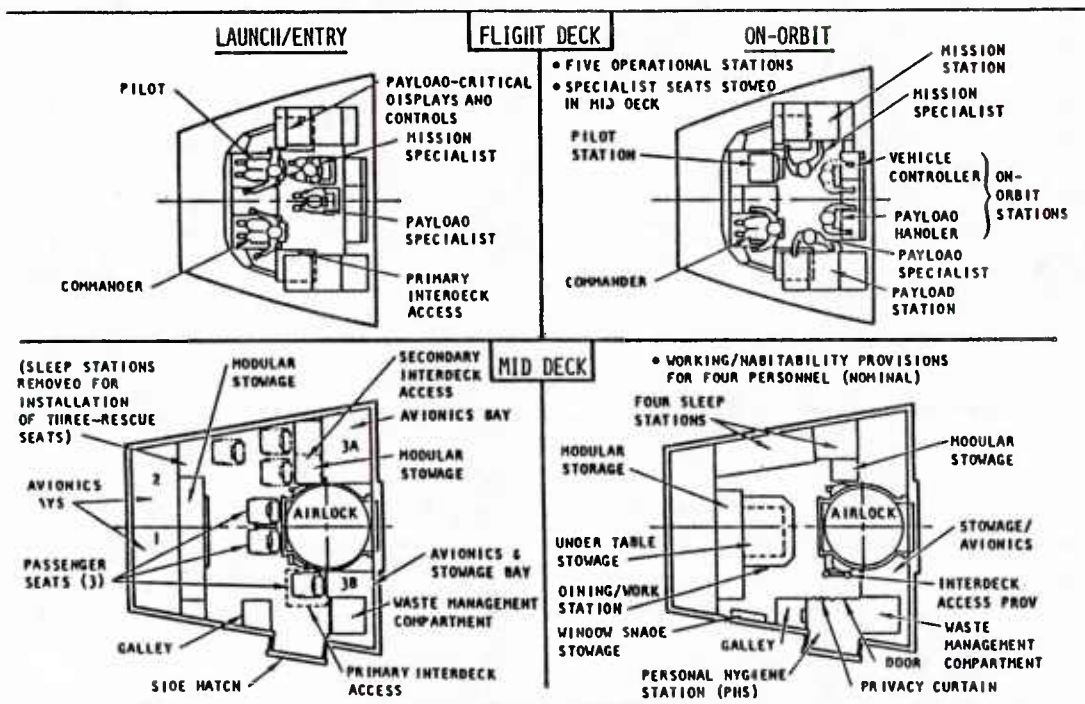 LAUNCH/ENTRY
FLIGHT DECK
ON-ORBIT
PILOT
PAYLOAD-CRITICAL
DISPLAYS AND
CONTROLS
MISSION
SPECIALIST
PAYLOAD
SPECIALIST
PRIMARY
INTERDECK
ACCESS
COMMANDER
• FIVE OPERATIONAL STATIONS
• SPECIALIST SEATS STOWED
IN MID DECK
MISSION
STATION
MISSION
SPECIALIST
PILOT
STATION
VEHICLE
CONTROLLER
ON-
ORBIT
STATIONS
PAYLOAD
HANDLER
PAYLOAD
SPECIALIST
PAYLOAD
STATION
COMMANDER
MID DECK
(SLEEP STATIONS
REMOVED FOR
INSTALLATION
OF THREE-RESCUE
SEATS)
MODULAR
STOWAGE
SECONDARY
INTERDECK
ACCESS
AVIONICS BAY
3A
MODULAR
STOWAGE
2
AVIONICS
AYS
1
AIRLOCK
PASSENGER
SEATS (3)
AVIONICS &
STOWAGE BAY
3B
WASTE MANAGEMENT
COMPARTMENT
GALLEY
SIDE HATCH
PRIMARY INTERDECK
ACCESS
• WORKING/HABITABILITY PROVISIONS
FOR FOUR PERSONNEL (NOMINAL)
FOUR SLEEP
STATIONS
MODULAR
STORAGE
MODULAR
STOWAGE
AIRLOCK
STOWAGE/
AVIONICS
UNDER TABLE
STOWAGE
DINING/WORK
STATION
WINDOW SHADE
STOWAGE
INTERDECK
ACCESS PROV
GALLEY
WASTE
MANAGEMENT
COMPARTMENT
DOOR
PERSONAL HYGIENE
STATION (PHS)
PRIVACY CURTAIN